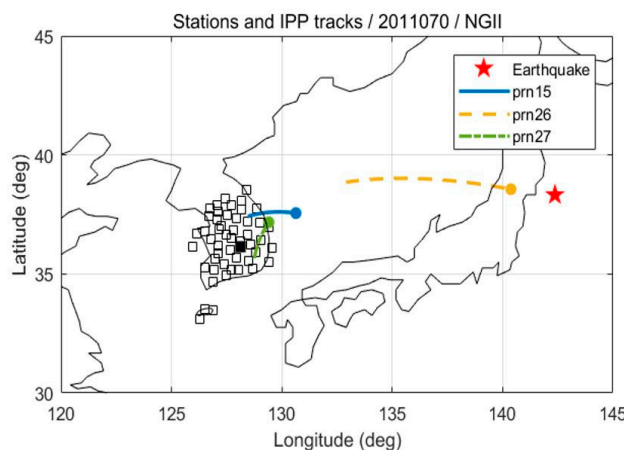 Stations and IPP tracks / 2011070 / NGII
45
40
35
30
Latitude (deg)
Earthquake
prn15
prn26
prn27
120
125
130
135
140
145
Longitude (deg)